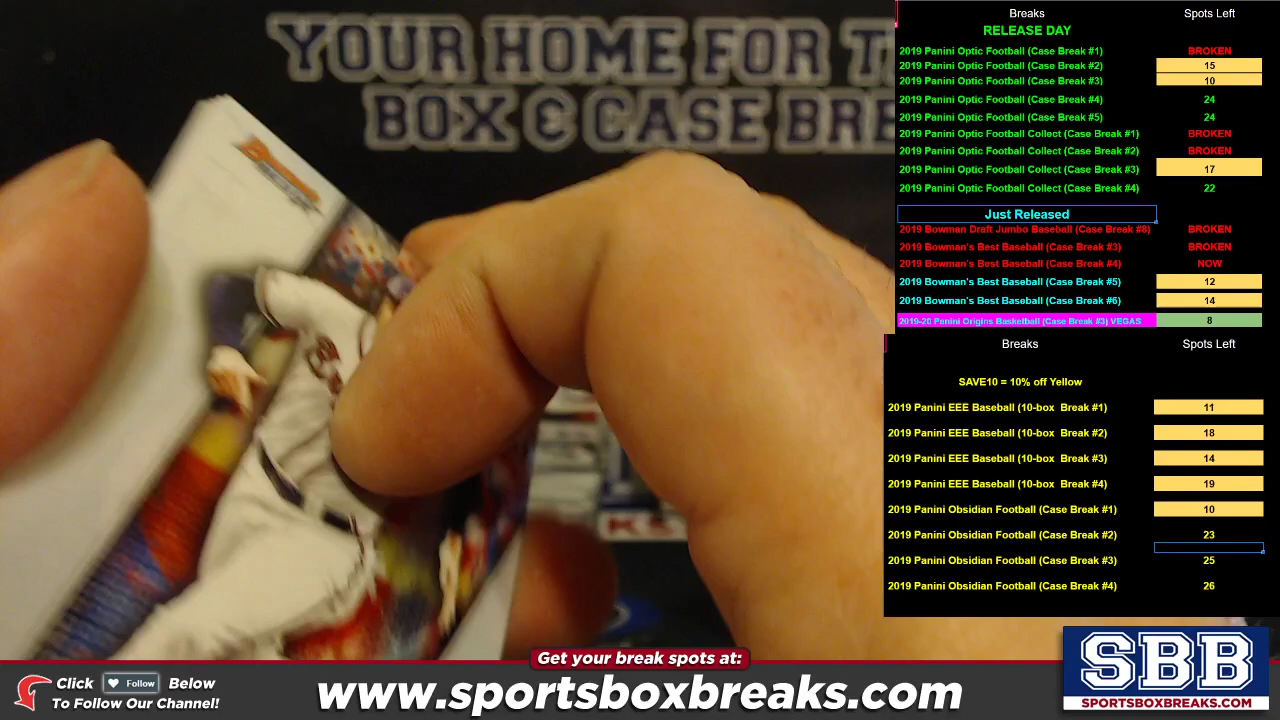 YOUR HOME FOR T
BOX & CASE BRE
Breaks Spots Left
RELEASE DAY
2019 Panini Optic Football (Case Break #1) BROKEN
2019 Panini Optic Football (Case Break #2) 15
2019 Panini Optic Football (Case Break #3) 10
2019 Panini Optic Football (Case Break #4) 24
2019 Panini Optic Football (Case Break #5) 24
2019 Panini Optic Football Collect (Case Break #1) BROKEN
2019 Panini Optic Football Collect (Case Break #2) BROKEN
2019 Panini Optic Football Collect (Case Break #3) 17
2019 Panini Optic Football Collect (Case Break #4) 22
Just Released
2019 Bowman Draft Jumbo Baseball (Case Break #8) BROKEN
2019 Bowman's Best Baseball (Case Break #3) BROKEN
2019 Bowman's Best Baseball (Case Break #4) NOW
2019 Bowman's Best Baseball (Case Break #5) 12
2019 Bowman's Best Baseball (Case Break #6) 14
2019-20 Panini Origins Basketball (Case Break #3) VEGAS 8
Breaks Spots Left
SAVE10 = 10% off Yellow
2019 Panini EEE Baseball (10-box Break #1) 11
2019 Panini EEE Baseball (10-box Break #2) 18
2019 Panini EEE Baseball (10-box Break #3) 14
2019 Panini EEE Baseball (10-box Break #4) 19
2019 Panini Obsidian Football (Case Break #1) 10
2019 Panini Obsidian Football (Case Break #2) 23
2019 Panini Obsidian Football (Case Break #3) 25
2019 Panini Obsidian Football (Case Break #4) 26
Get your break spots at:
Click Follow Below
To Follow Our Channel!
www.sportsboxbreaks.com
SBB
SPORTSBOXBREAKS.COM